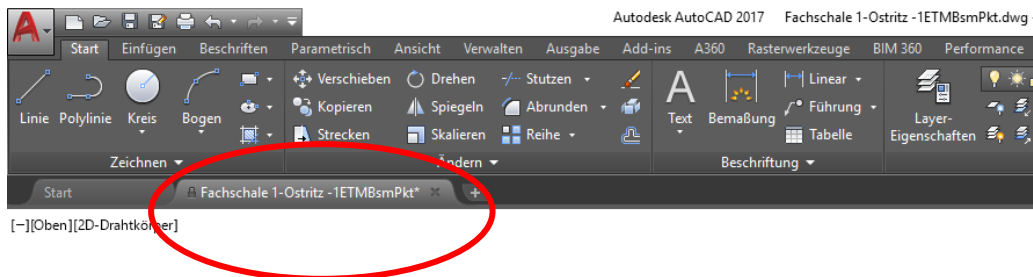 Autodesk AutoCAD 2017 Fachschale 1-Ostritz -1ETMBsmPkt.dwg
Start Einfügen Beschriften Parametrisch Ansicht Verwalten Ausgabe Add-ins A360 Rasterwerkzeuge BIM 360 Performance
Verschieben Drehen Stutzen Linear
Kopieren Spiegeln Abrunden Führung
Linie Polylinie Kreis Bogen Text Bemaßung Layer-
Eigenschaften
Strecken Skalieren Reihe Tabelle
Zeichnen Ändern Beschriftung
Start Fachschale 1-Ostritz -1ETMBsmPkt*
[−][Oben][2D-Drahtkörper]